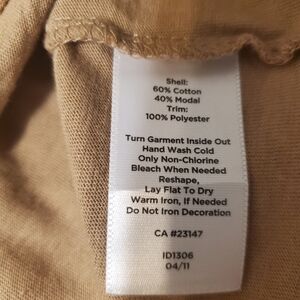 Shell:
60% Cotton
40% Modal
Trim:
100% Polyester
Turn Garment Inside Out
Hand Wash Cold
Only Non-Chlorine
Bleach When Needed
Reshape,
Lay Flat To Dry
Warm Iron, If Needed
Do Not Iron Decoration
CA #23147
ID1306
04/11